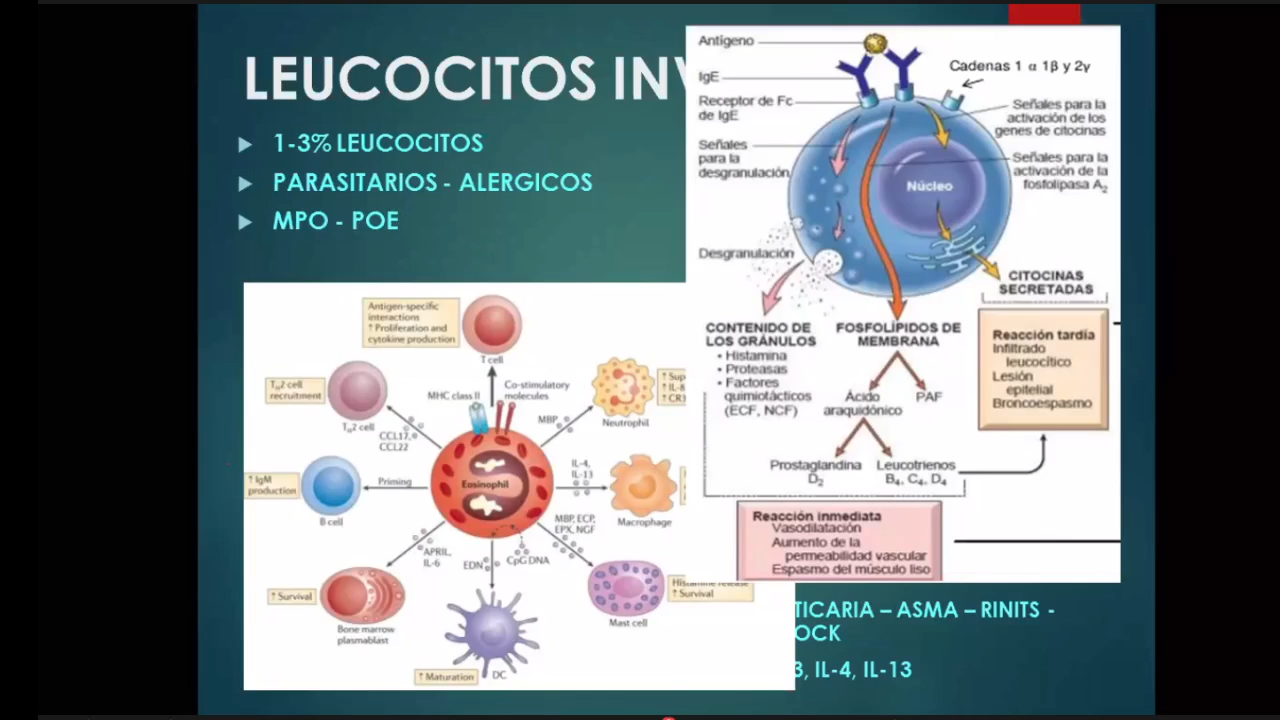 LEUCOCITOS INV
1-3% LEUCOCITOS
PARASITARIOS - ALERGICOS
MPO - POE
Antigen-specific
interactions
↑ Proliferation and
cytokine production
T cell
T_H2 cell
recruitment
T_H2 cell
MHC class II
Co-stimulatory
molecules
CCL17,
CCL22
MBP
Neutrophil
↑ IL-8
↑ IgM
production
B cell
Priming
Eosinophil
IL-4,
IL-13
Macrophage
APRIL,
IL-6
EDN
CpG DNA
MBP, ECP,
EPX, NGF
↑ Survival
Bone marrow
plasmablast
↑ Maturation
DC
Mast cell
Histamine release
↑ Survival
Antígeno
IgE
Receptor de Fc
de IgE
Señales
para la
desgranulación
Desgranulación
Cadenas 1 α 1β y 2γ
Señales para la
activación de los
genes de citocinas
Señales para la
activación de la
fosfolipasa A₂
Núcleo
CITOCINAS
SECRETADAS
CONTENIDO DE
LOS GRÁNULOS
• Histamina
• Proteasas
• Factores
quimiotácticos
(ECF, NCF)
FOSFOLÍPIDOS DE
MEMBRANA
Ácido
araquidónico
PAF
Prostaglandina
D₂
Leucotrienos
B₄, C₄, D₄
Reacción tardía
Infiltrado
leucocítico
Lesión
epitelial
Broncoespasmo
Reacción inmediata
Vasodilatación
Aumento de la
permeabilidad vascular
Espasmo del músculo liso
TICARIA – ASMA – RINITS -
OCK
3, IL-4, IL-13